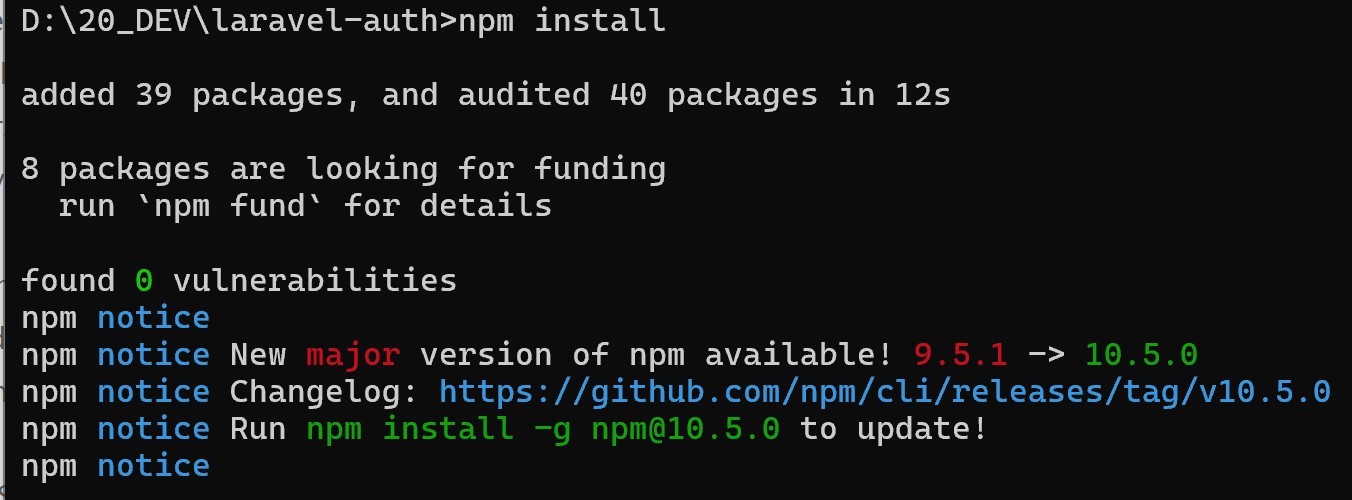 D:\20_DEV\laravel-auth>npm install
added 39 packages, and audited 40 packages in 12s
8 packages are looking for funding
run `npm fund` for details
found 0 vulnerabilities
npm notice
npm notice New major version of npm available! 9.5.1 -> 10.5.0
npm notice Changelog: https://github.com/npm/cli/releases/tag/v10.5.0
npm notice Run npm install -g npm@10.5.0 to update!
npm notice